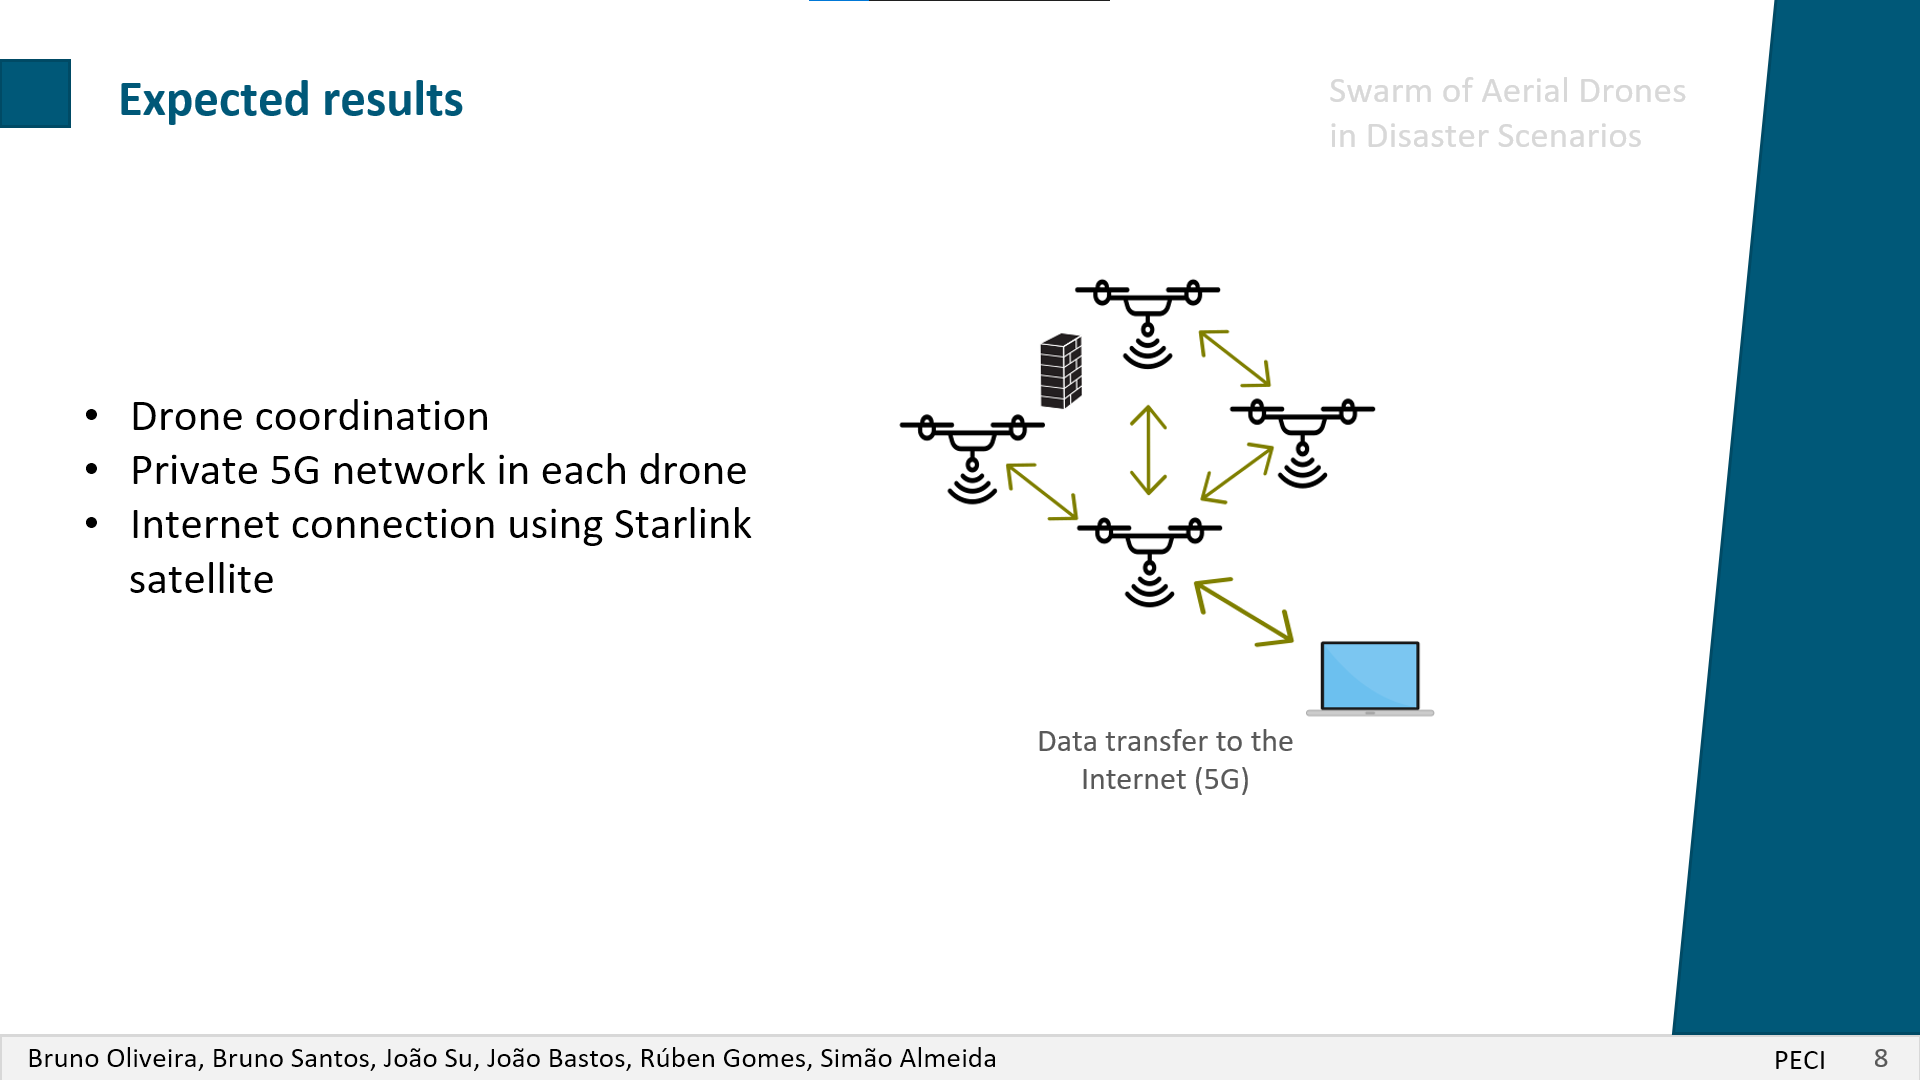 Expected results
Swarm of Aerial Drones
in Disaster Scenarios
• Drone coordination
• Private 5G network in each drone
• Internet connection using Starlink
satellite
Data transfer to the
Internet (5G)
Bruno Oliveira, Bruno Santos, João Su, João Bastos, Rúben Gomes, Simão Almeida
PECI 8